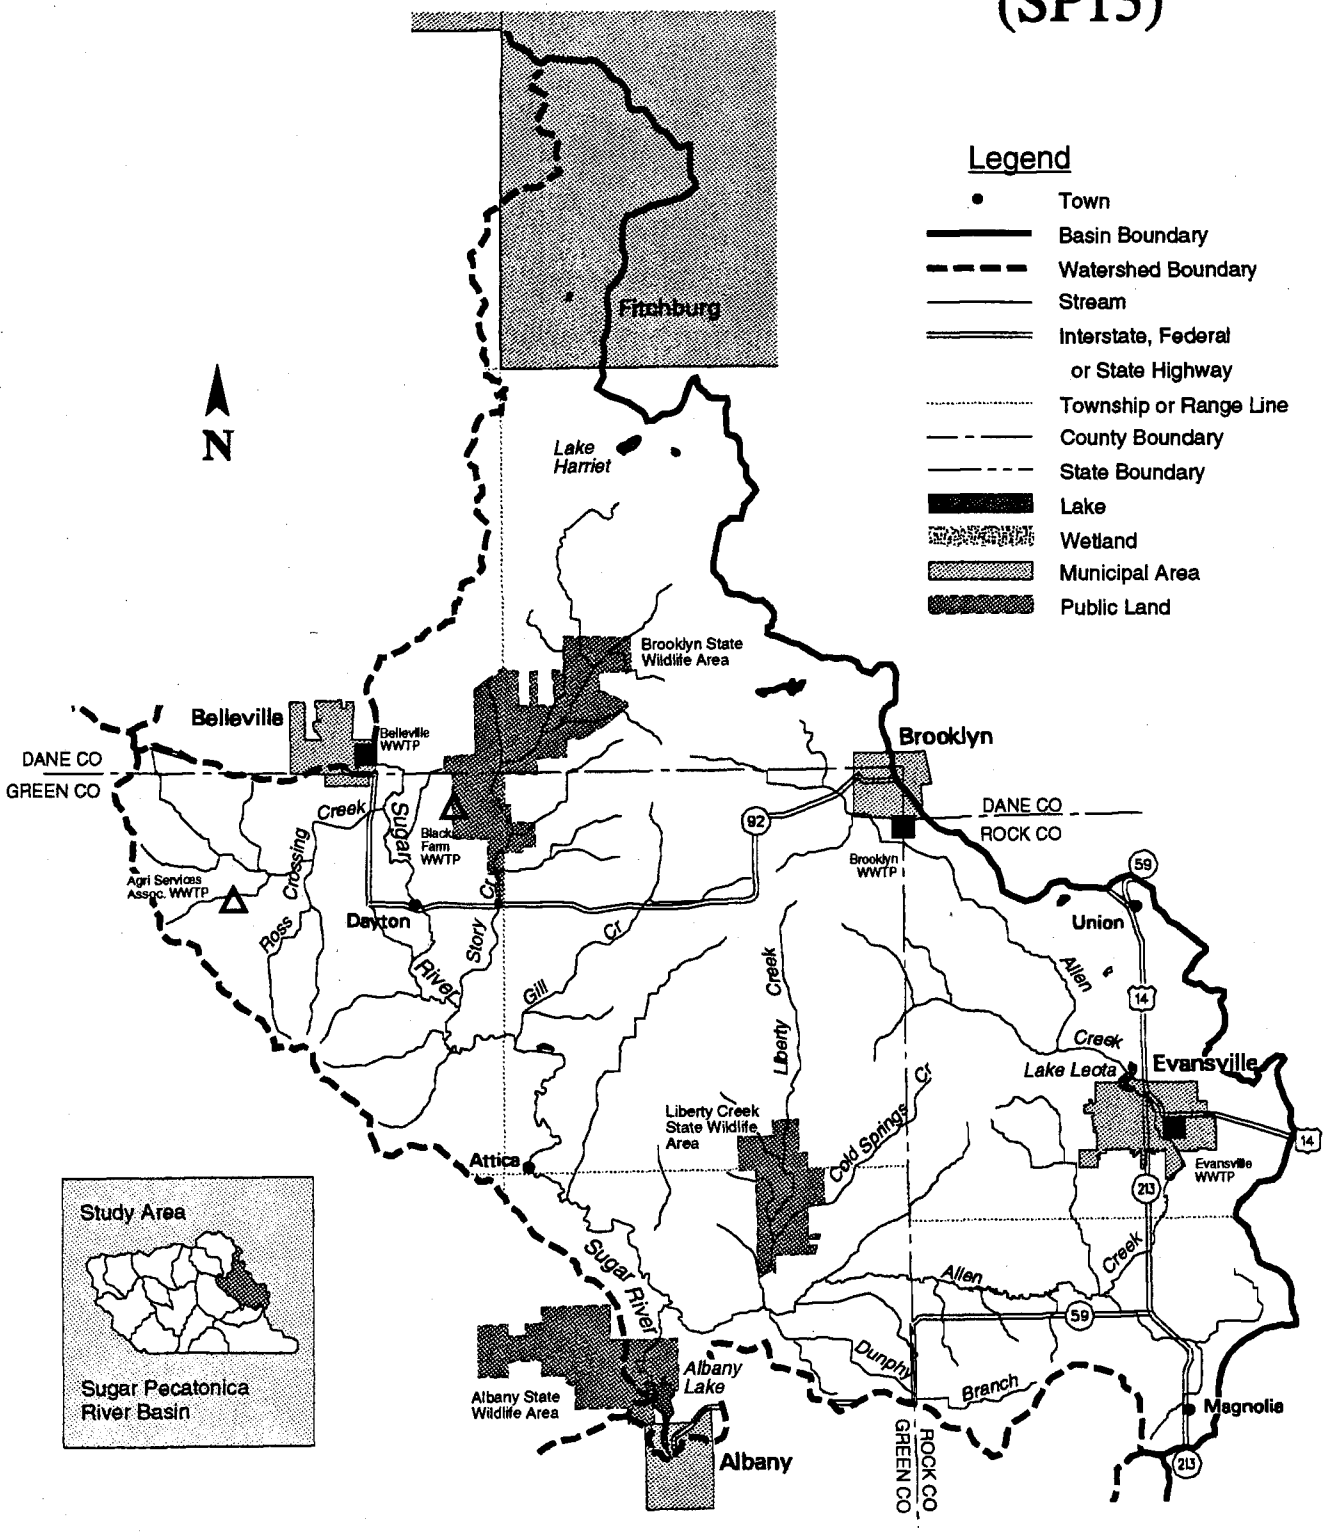 (SP15)
Legend
Town
Basin Boundary
Watershed Boundary
Stream
Interstate, Federal
or State Highway
Township or Range Line
County Boundary
State Boundary
Lake
Wetland
Municipal Area
Public Land
Fitchburg
N
Lake
Harriet
Brooklyn State
Wildlife Area
Belleville
Belleville
WWTP
Brooklyn
DANE CO
GREEN CO
DANE CO
ROCK CO
Creek
Sugar
Black
Farm
WWTP
92
Brooklyn
WWTP
59
Crossing
Agri Services
Assoc. WWTP
Cr
Dayton
Union
Ross
Story
Cr
River
Gill
Creek
Liberty
Allen
14
Creek
Lake Leota
Evansville
Liberty Creek
State Wildlife
Area
Cold Springs
Cr
14
Attica
Evansville
WWTP
213
Study Area
Sugar Pecatonica
River Basin
Sugar River
Creek
Allen
59
Albany State
Wildlife Area
Albany
Lake
Dunphy
Branch
Magnolia
Albany
GREEN CO
ROCK CO
213